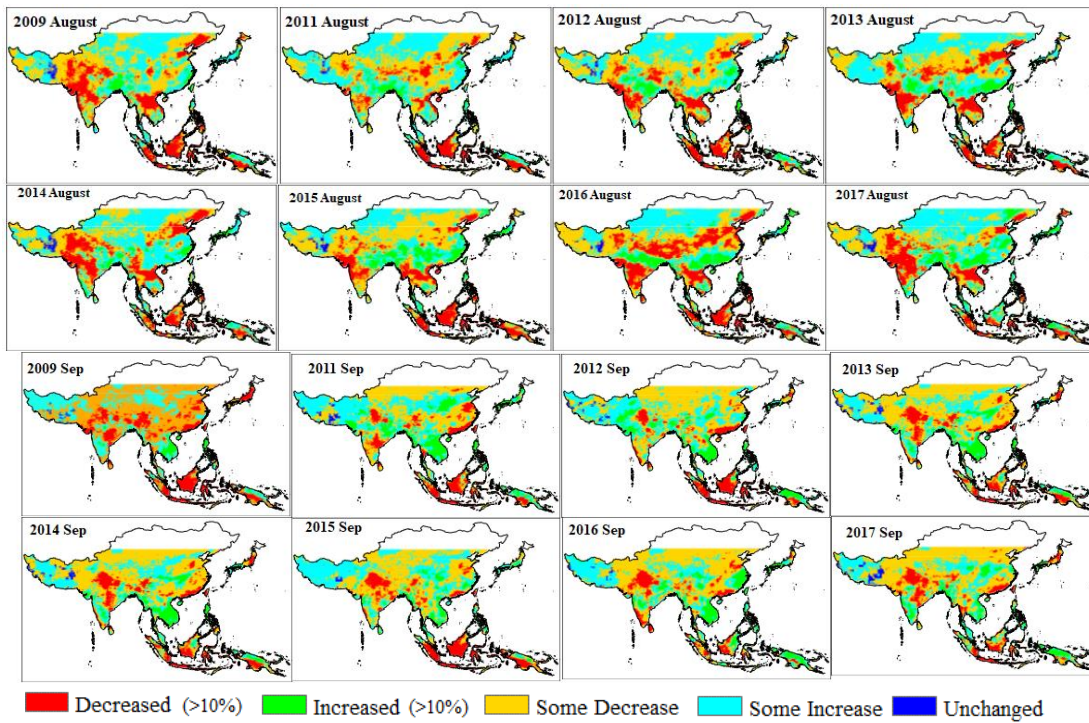 2009 August
2011 August
2012 August
2013 August
2014 August
2015 August
2016 August
2017 August
2009 Sep
2011 Sep
2012 Sep
2013 Sep
2014 Sep
2015 Sep
2016 Sep
2017 Sep
Decreased (>10%) Increased (>10%) Some Decrease Some Increase Unchanged